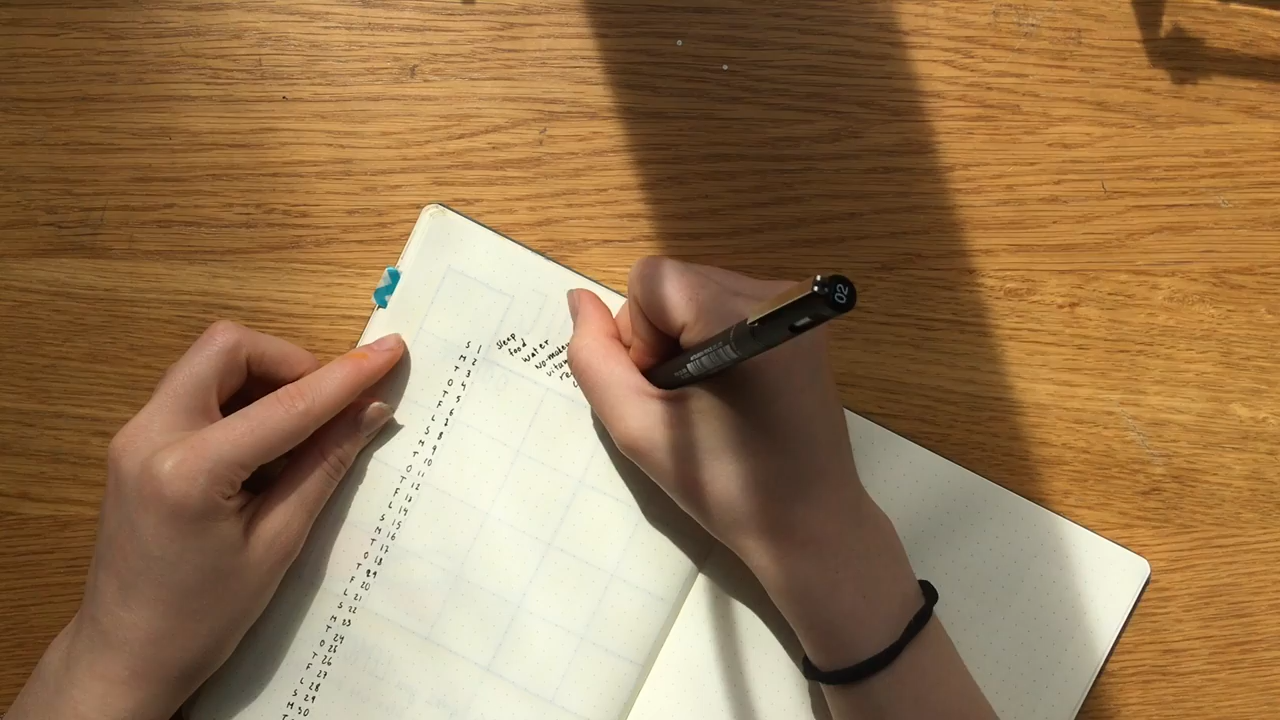 sleep
food
water
S 1
M 2
T 3
O 4
T 5
F 6
L 7
S 8
M 9
T 10
O 11
T 12
F 13
L 14
S 15
M 16
T 17
O 18
T 19
F 20
L 21
S 22
M 23
T 24
O 25
T 26
F 27
L 28
S 29
M 30
T
02